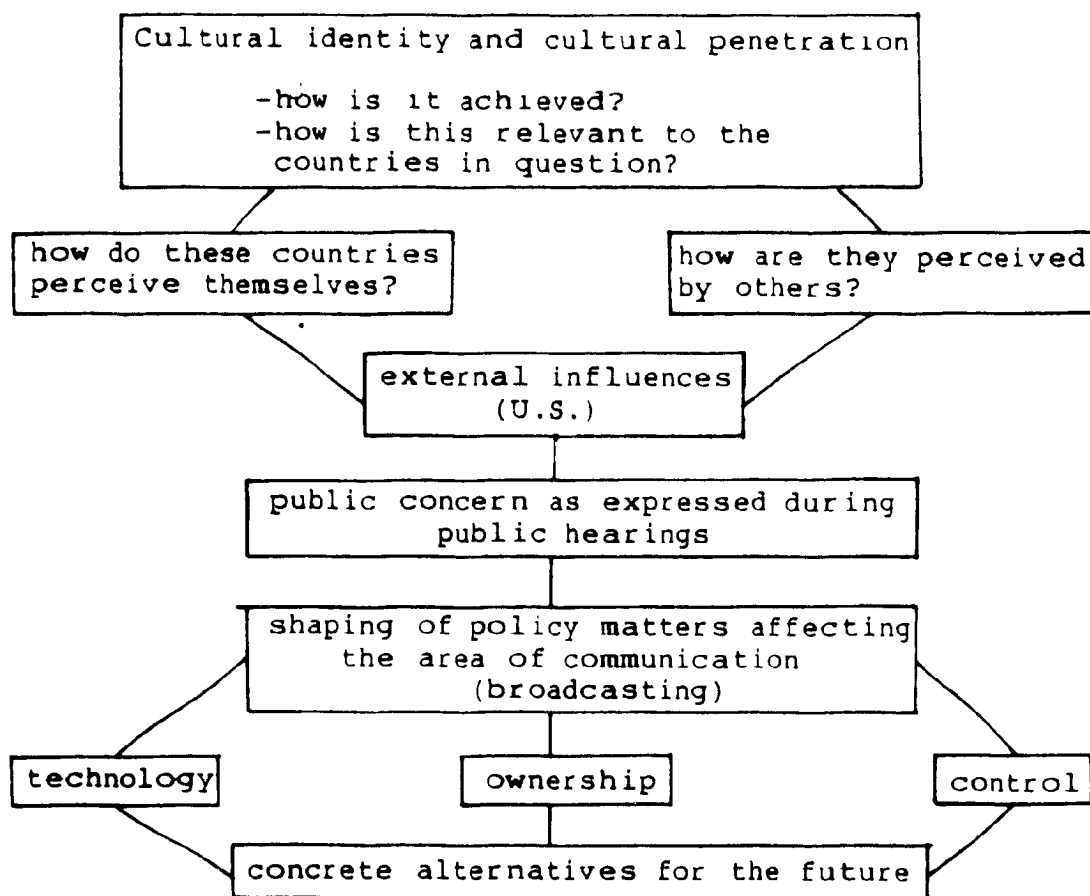 Cultural identity and cultural penetration
-how is it achieved?
-how is this relevant to the
countries in question?
how do these countries
perceive themselves?
how are they perceived
by others?
external influences
(U.S.)
public concern as expressed during
public hearings
shaping of policy matters affecting
the area of communication
(broadcasting)
technology
ownership
control
concrete alternatives for the future